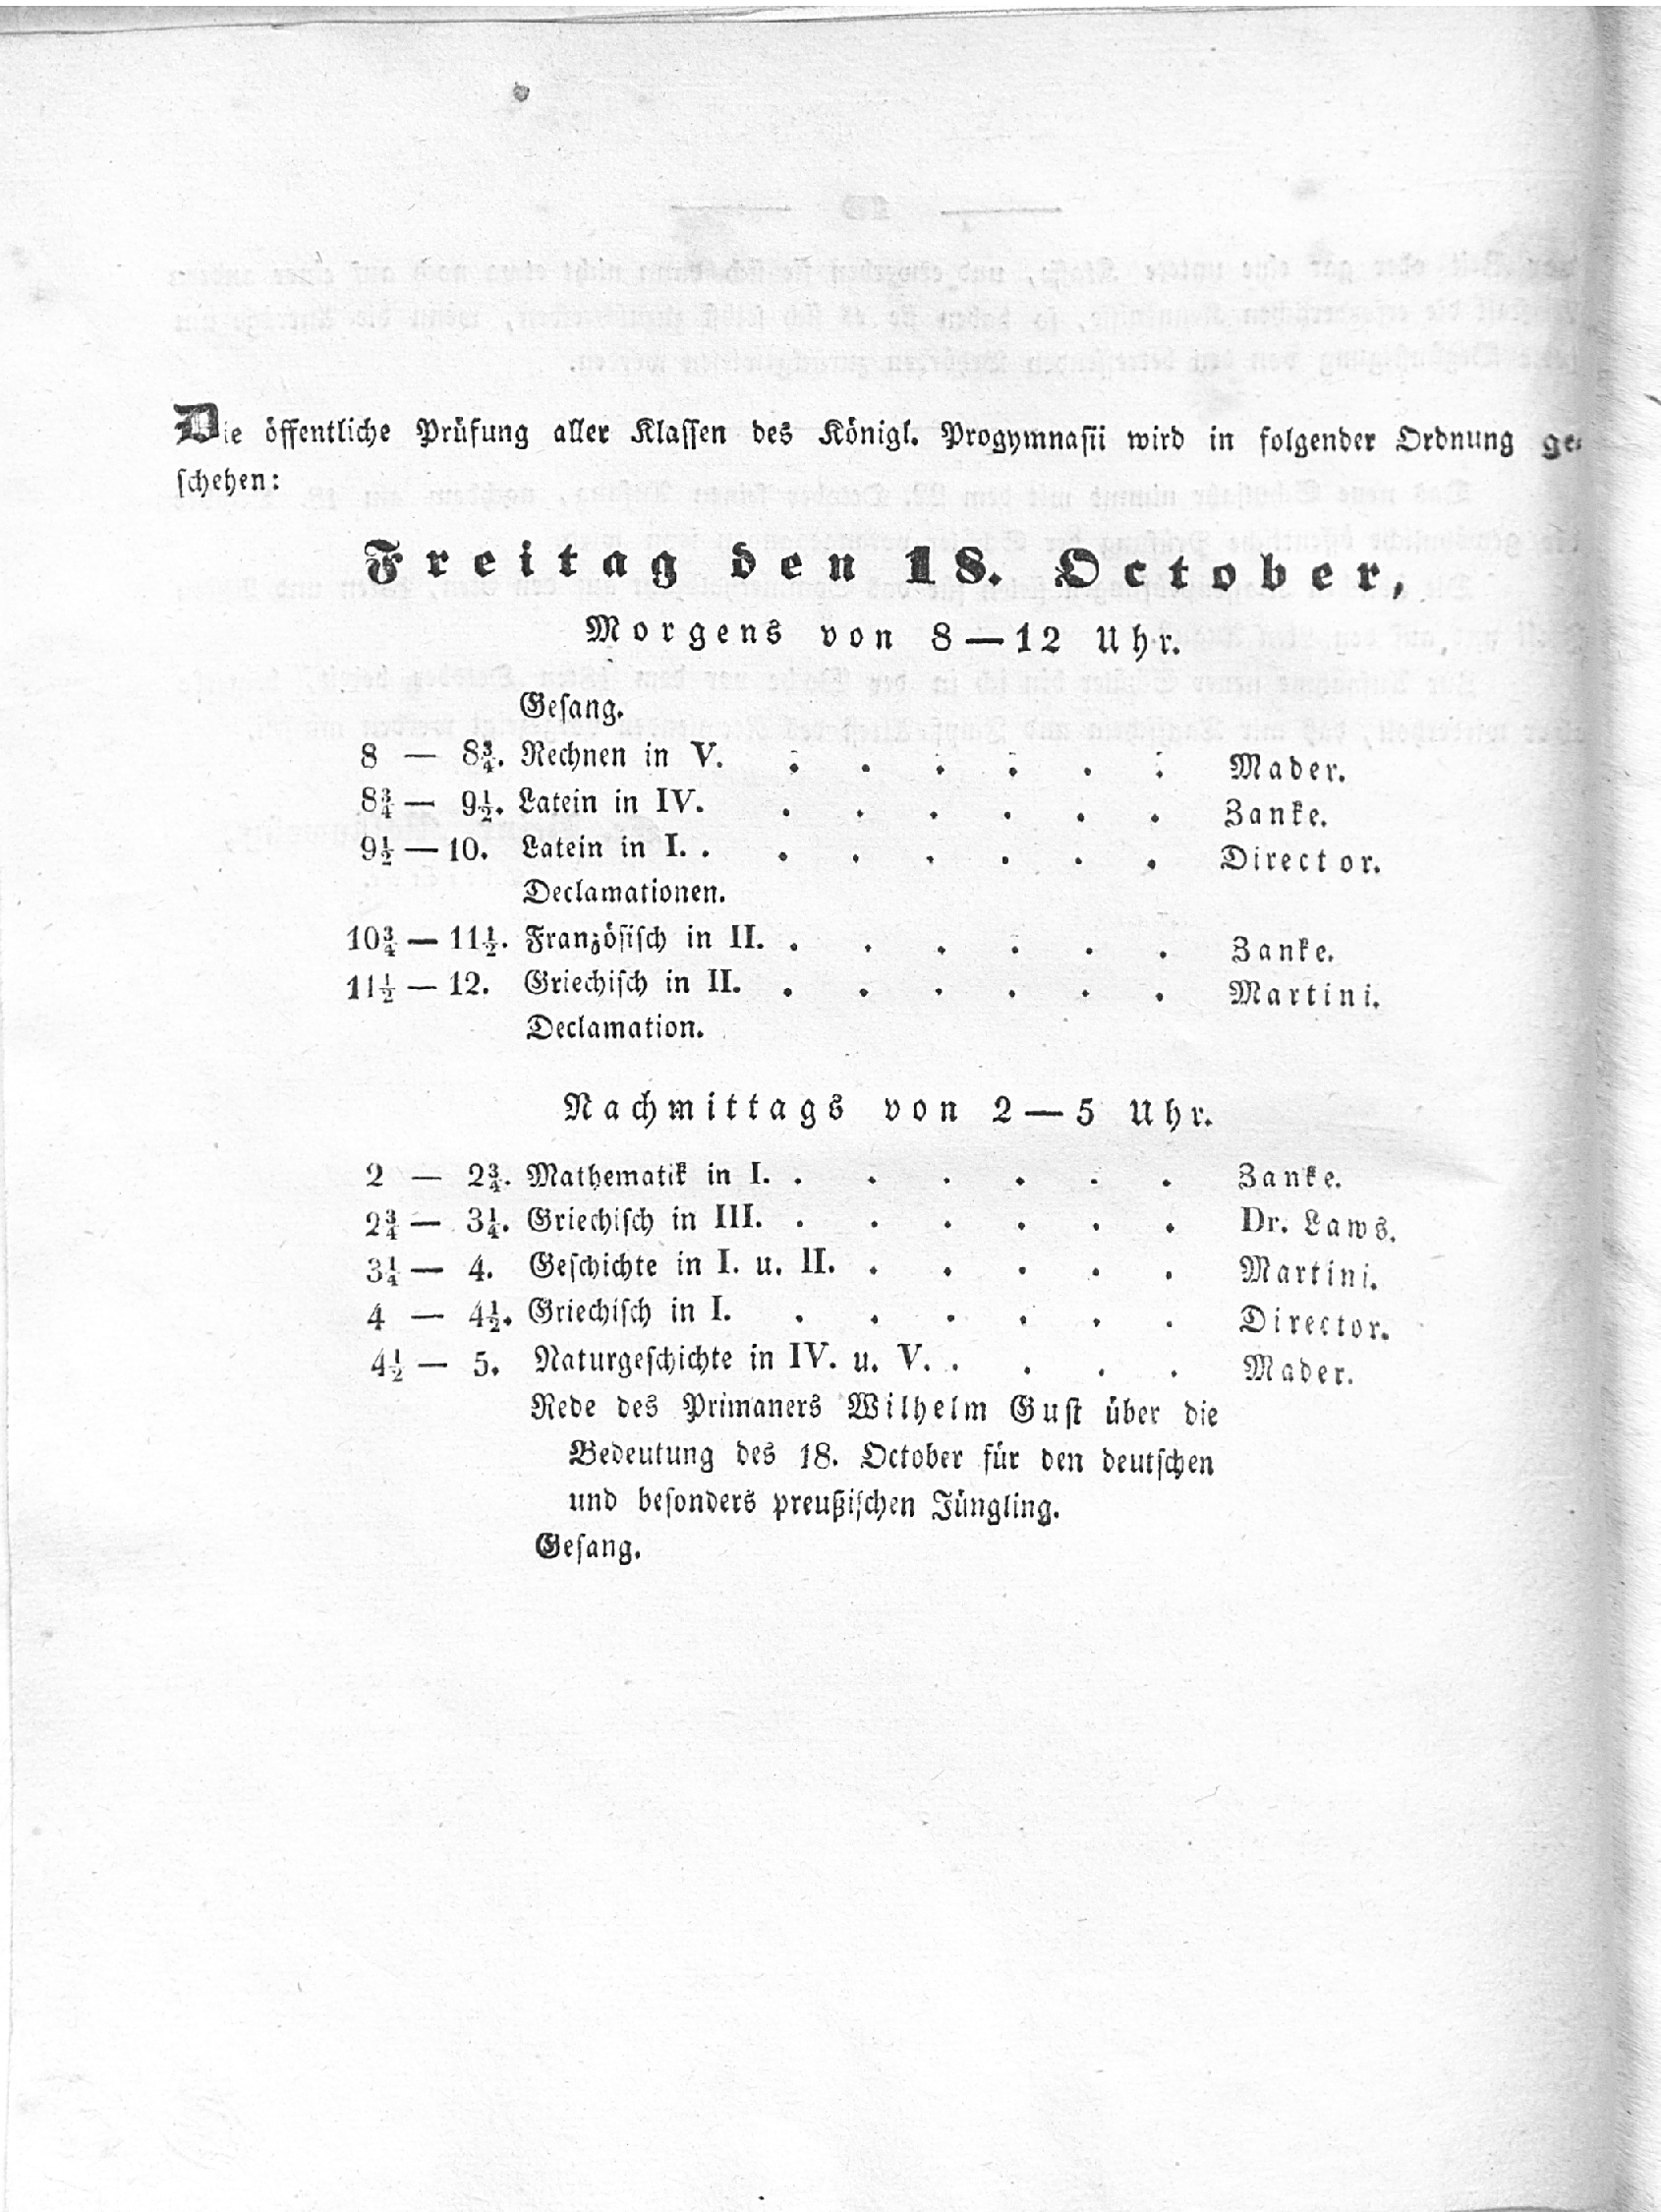 Die öffentliche Prüfung aller Klassen des Königl. Progymnasii wird in folgender Ordnung ge-
schehen:
Freitag den 18. October,
Morgens von 8—12 Uhr.
Gesang.
8 — 8¾. Rechnen in V. . . . . . . Mader.
8¾ — 9½. Latein in IV. . . . . . . Zanke.
9½ — 10. Latein in I. . . . . . . . Director.
Declamationen.
10¾ — 11½. Französisch in II. . . . . . . Zanke.
11½ — 12. Griechisch in II. . . . . . . Martini.
Declamation.
Nachmittags von 2—5 Uhr.
2 — 2¾. Mathematik in I. . . . . . . Zanke.
2¾ — 3¼. Griechisch in III. . . . . . . Dr. Laws.
3¼ — 4. Geschichte in I. u. II. . . . . . Martini.
4 — 4½. Griechisch in I. . . . . . . Director.
4½ — 5. Naturgeschichte in IV. u. V. . . . . Mader.
Rede des Primaners Wilhelm Gust über die
Bedeutung des 18. October für den deutschen
und besonders preußischen Jüngling.
Gesang.